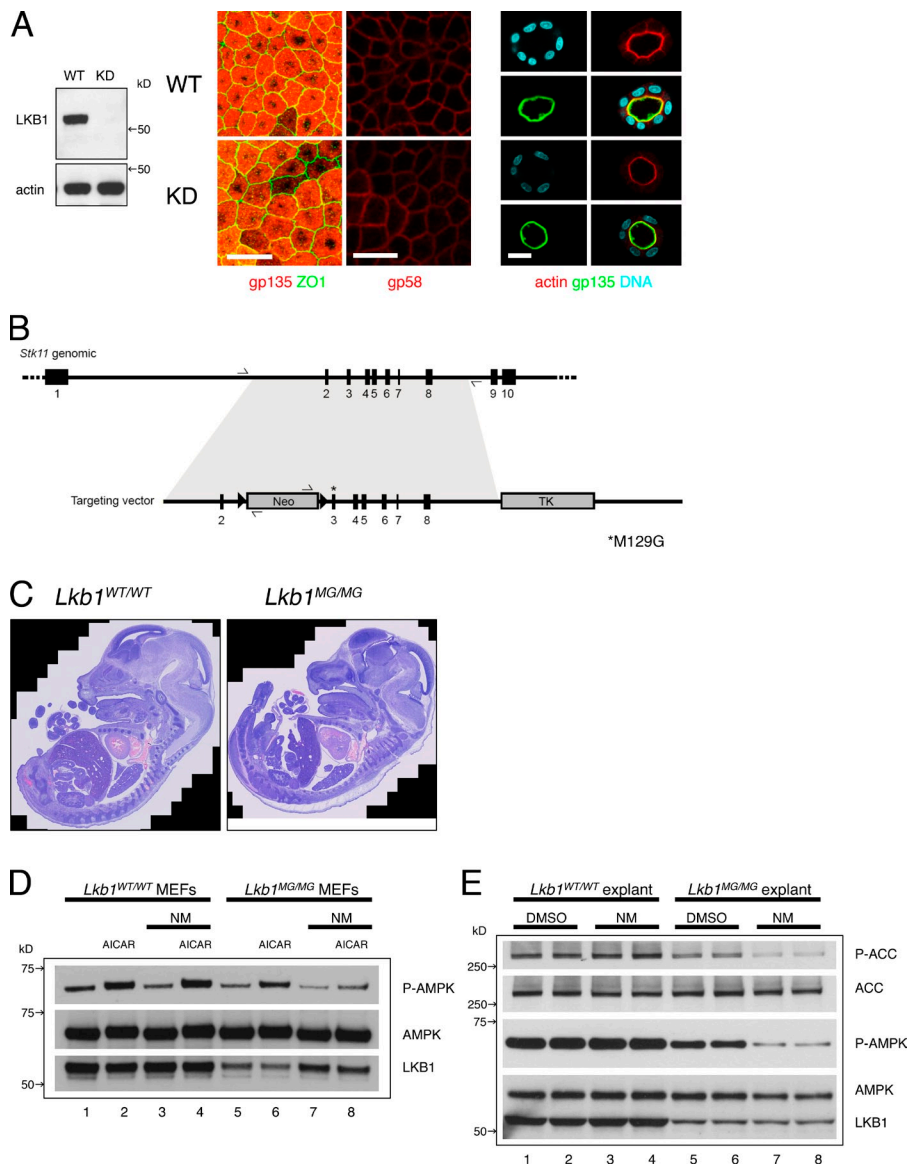 A
WT KD kD
LKB1
←50
←50
actin
WT
KD
gp135 ZO1
gp58
actin gp135 DNA
B
Stk11 genomic
1 2 3 4 5 6 7 8 9 10
Targeting vector
Neo
*
TK
2 3 4 5 6 7 8
*M129G
C
Lkb1WT/WT
Lkb1MG/MG
D
Lkb1WT/WT MEFs Lkb1MG/MG MEFs
NM NM
kD AICAR AICAR AICAR AICAR
75→
P-AMPK
75→
AMPK
LKB1
50→
1 2 3 4 5 6 7 8
E
Lkb1WT/WT explant Lkb1MG/MG explant
DMSO NM DMSO NM
kD
P-ACC
250→
ACC
250→
75→
P-AMPK
AMPK
LKB1
50→
1 2 3 4 5 6 7 8